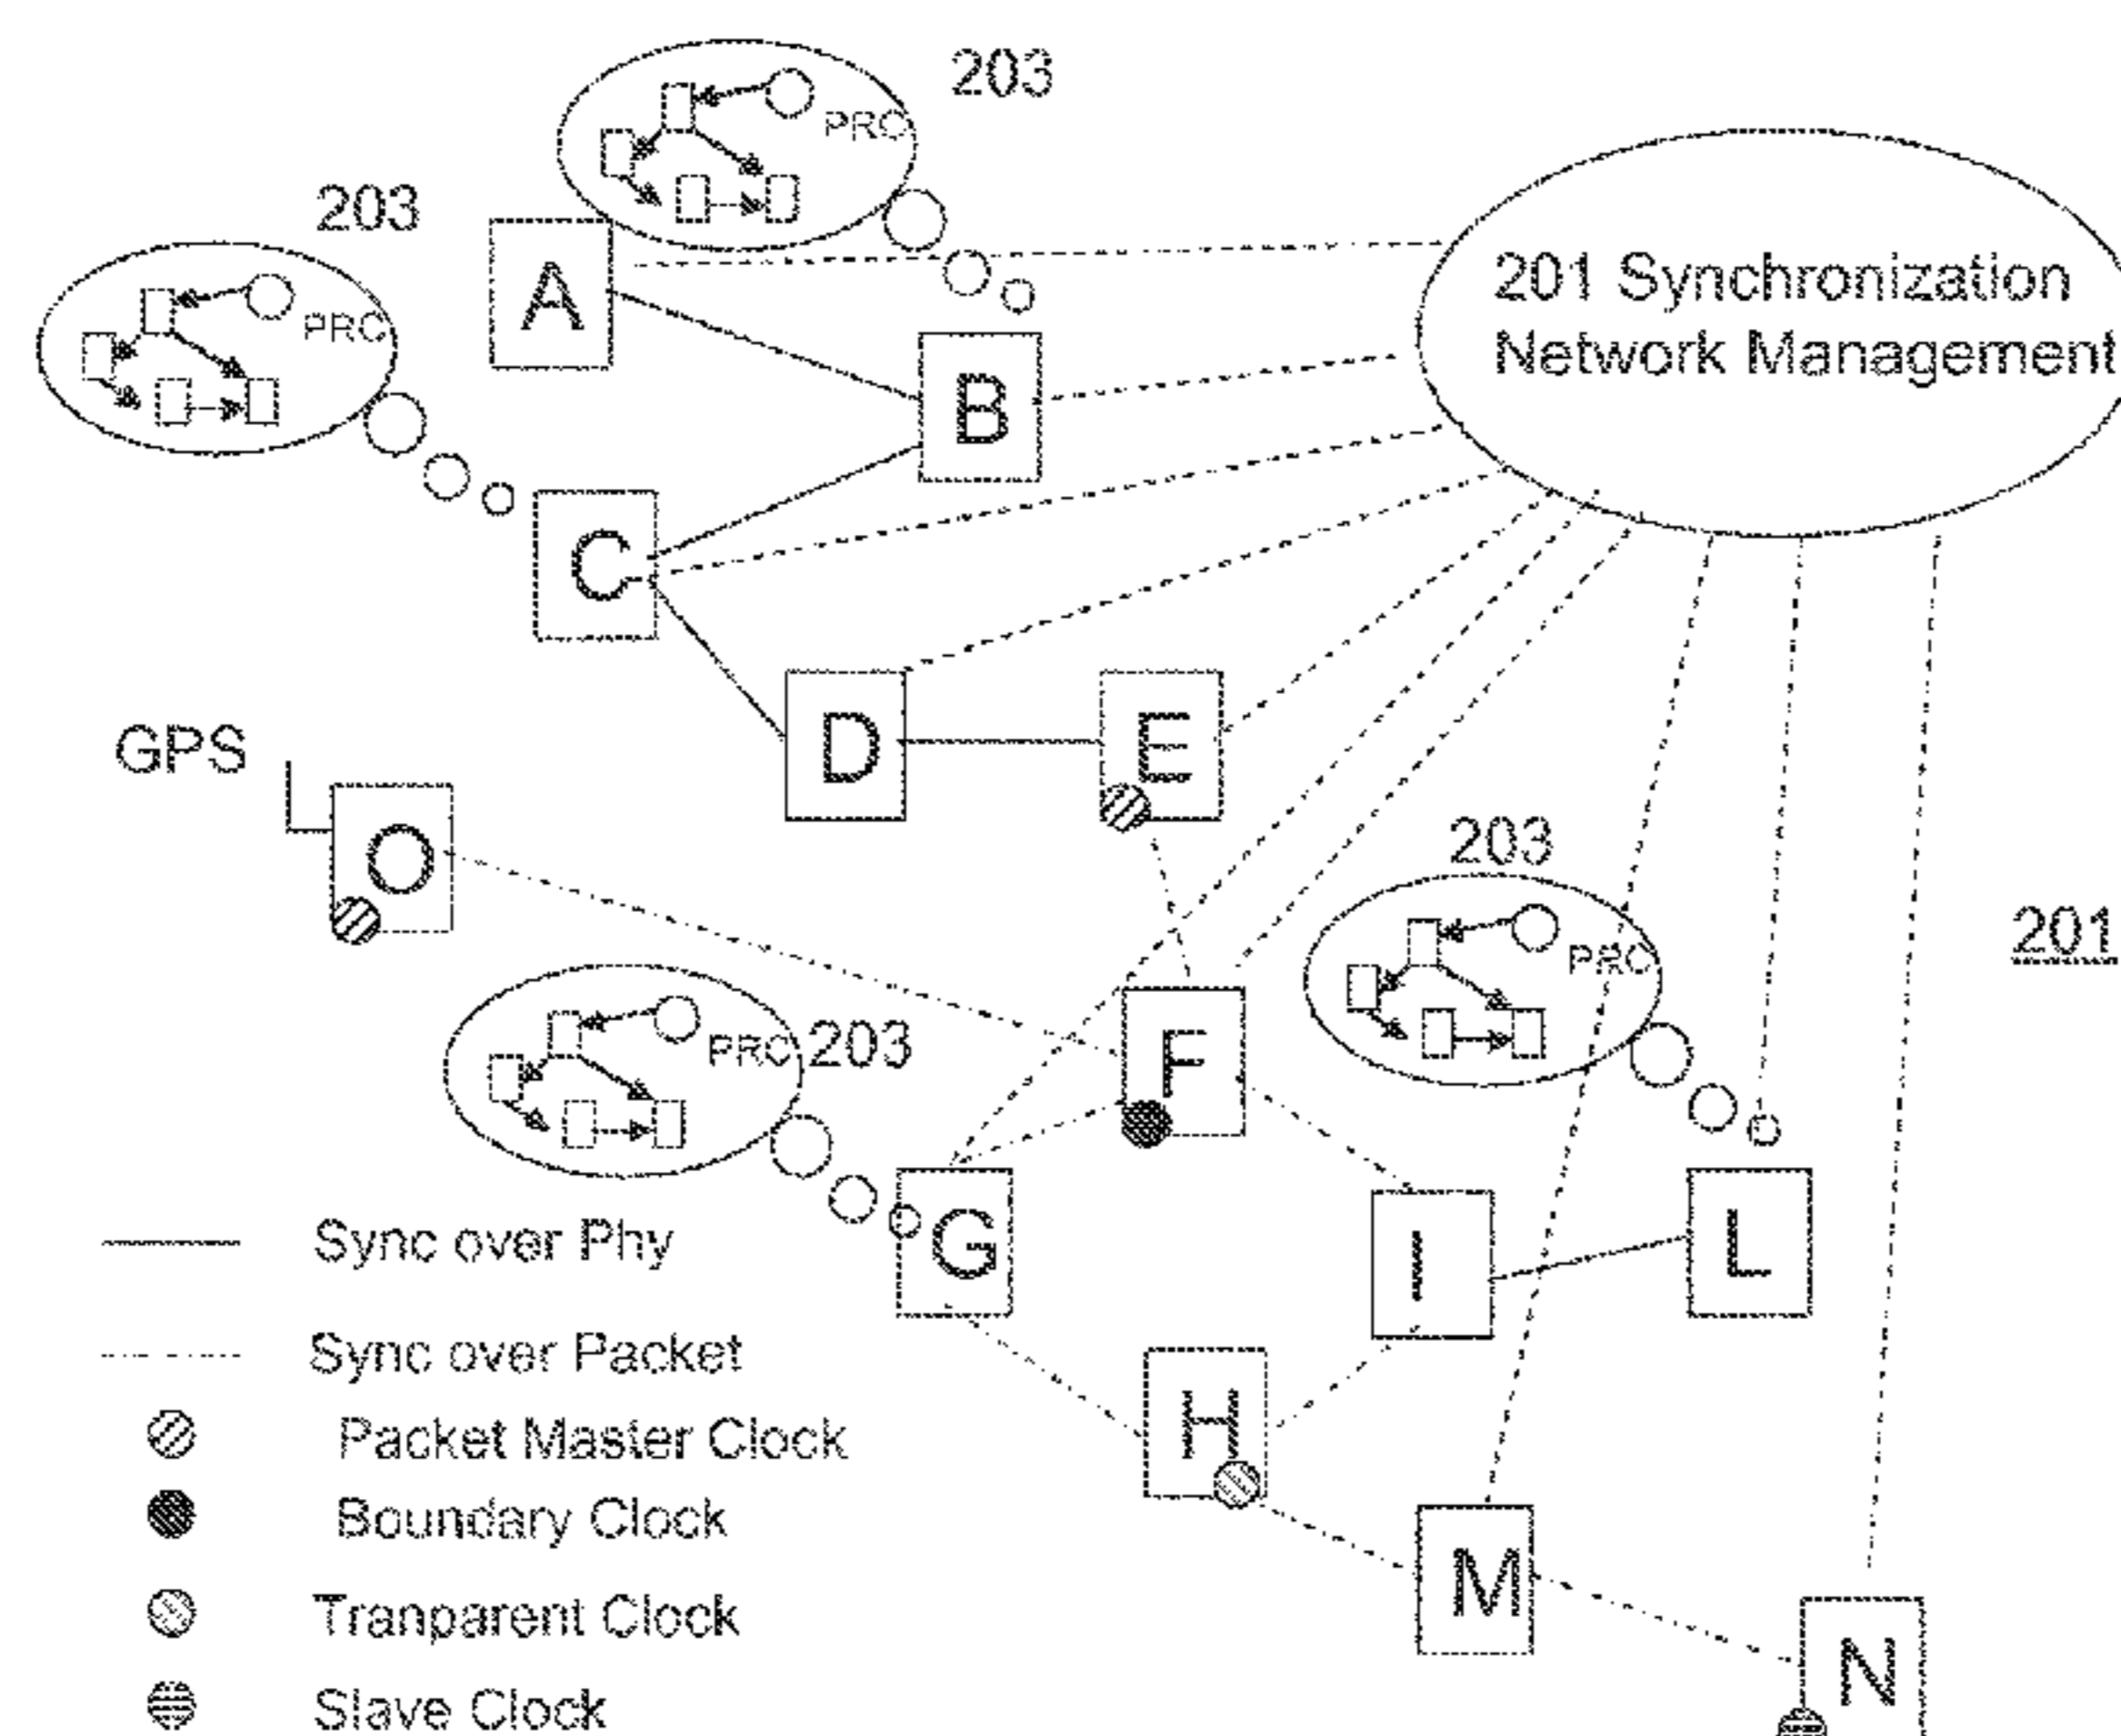 203
PRC
203
PRC
A
201 Synchronization
Network Management
B
C
D
E
GPS
O
203
PRC
201
F
PRC
203
G
I
L
Sync over Phy
H
Sync over Packet
Packet Master Clock
M
Boundary Clock
Tranparent Clock
N
Slave Clock